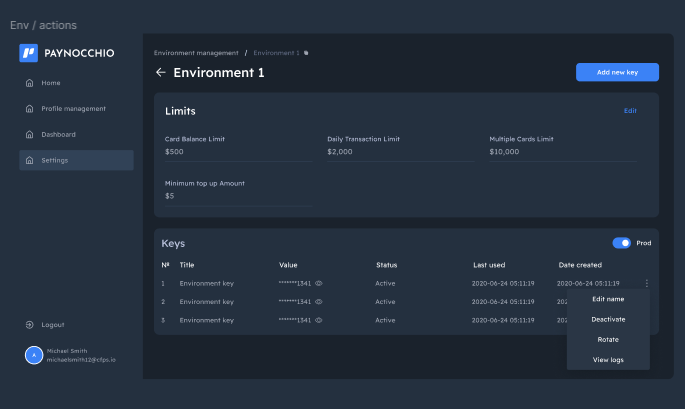 Env / actions
PAYNOCCHIO
Home
Profile management
Dashboard
Settings
Logout
A
Michael Smith
michaelsmith12@cfps.io
Environment management / Environment 1
Environment 1
Add new key
Limits
Edit
Card Balance Limit Daily Transaction Limit Multiple Cards Limit
$500 $2,000 $10,000
Minimum top up Amount
$5
Keys
Prod
№ Title Value Status Last used Date created
1 Environment key *******1341 Active 2020-06-24 05:11:19 2020-06-24 05:11:19
2 Environment key *******1341 Active 2020-06-24 05:11:19 202
3 Environment key *******1341 Active 2020-06-24 05:11:19 202
Edit name
Deactivate
Rotate
View logs